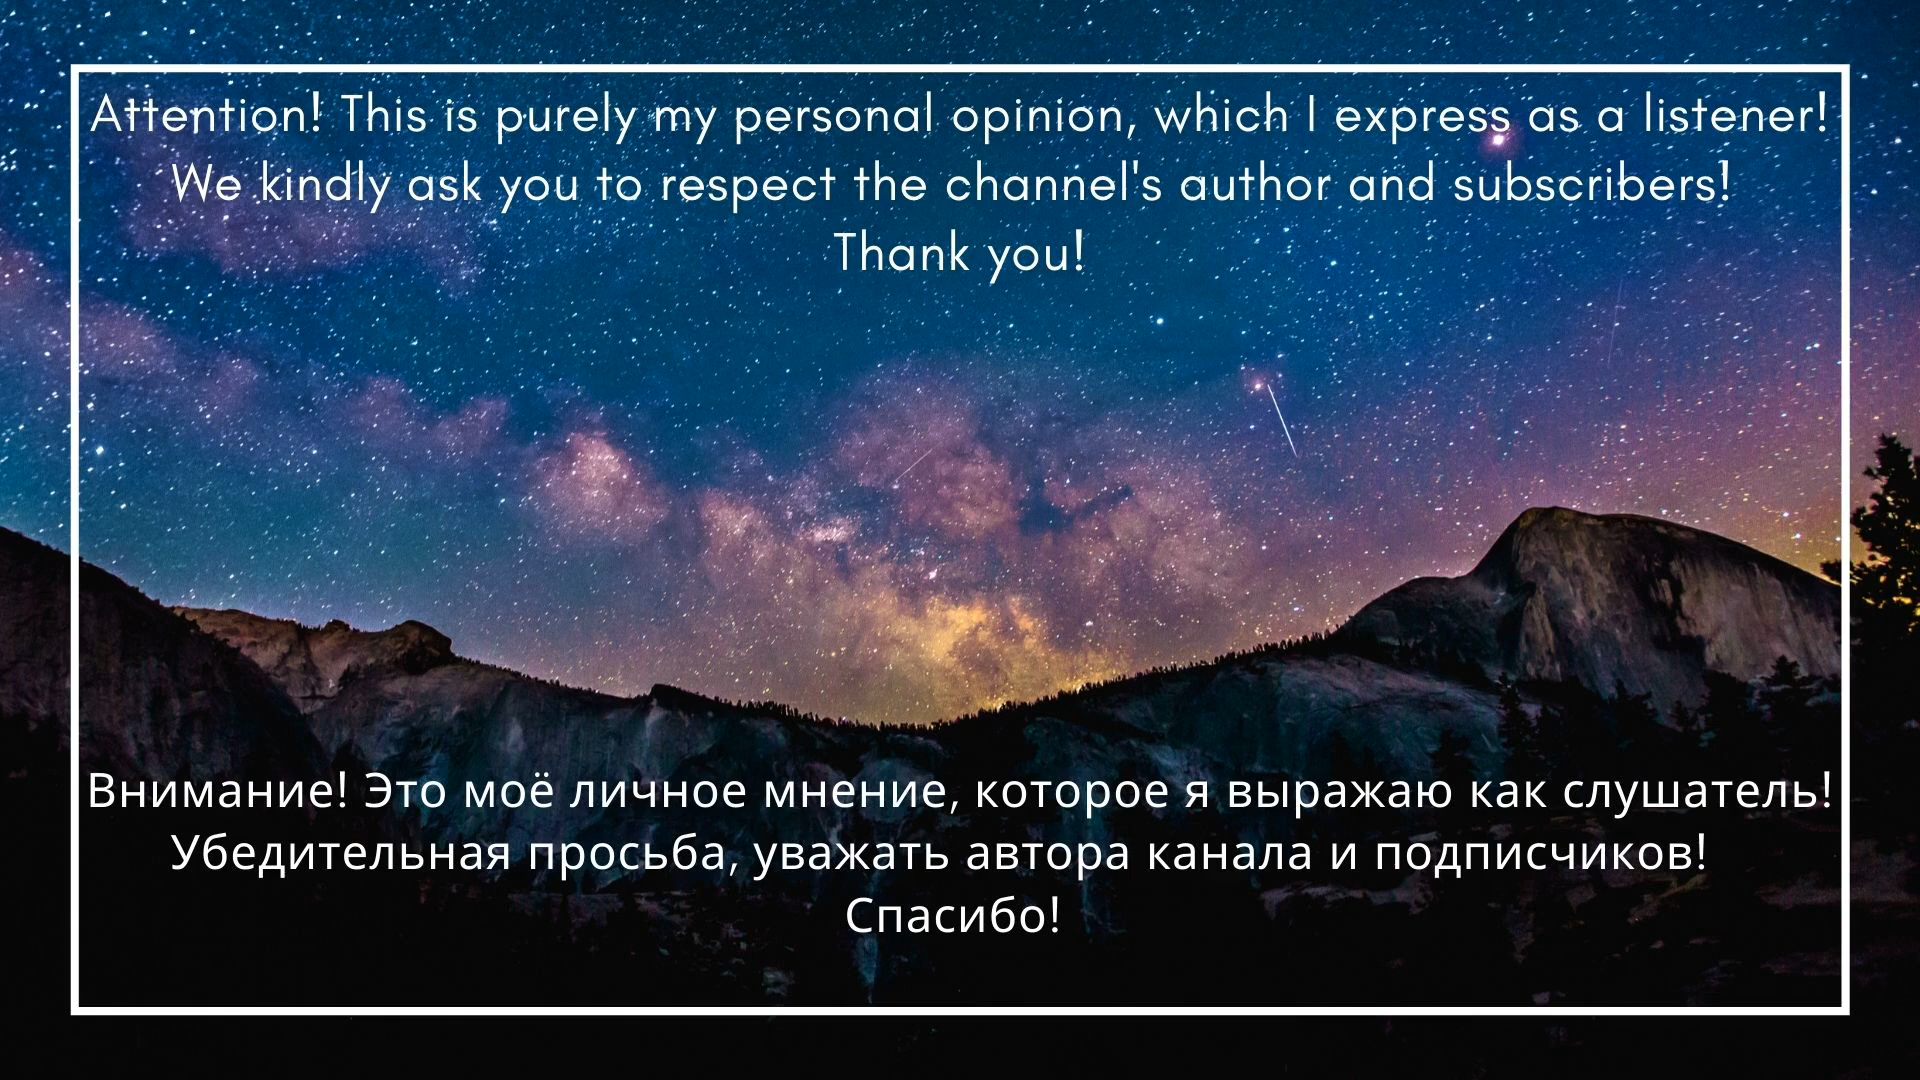 Attention! This is purely my personal opinion, which I express as a listener!
We kindly ask you to respect the channel's author and subscribers!
Thank you!
Внимание! Это моё личное мнение, которое я выражаю как слушатель!
Убедительная просьба, уважать автора канала и подписчиков!
Спасибо!